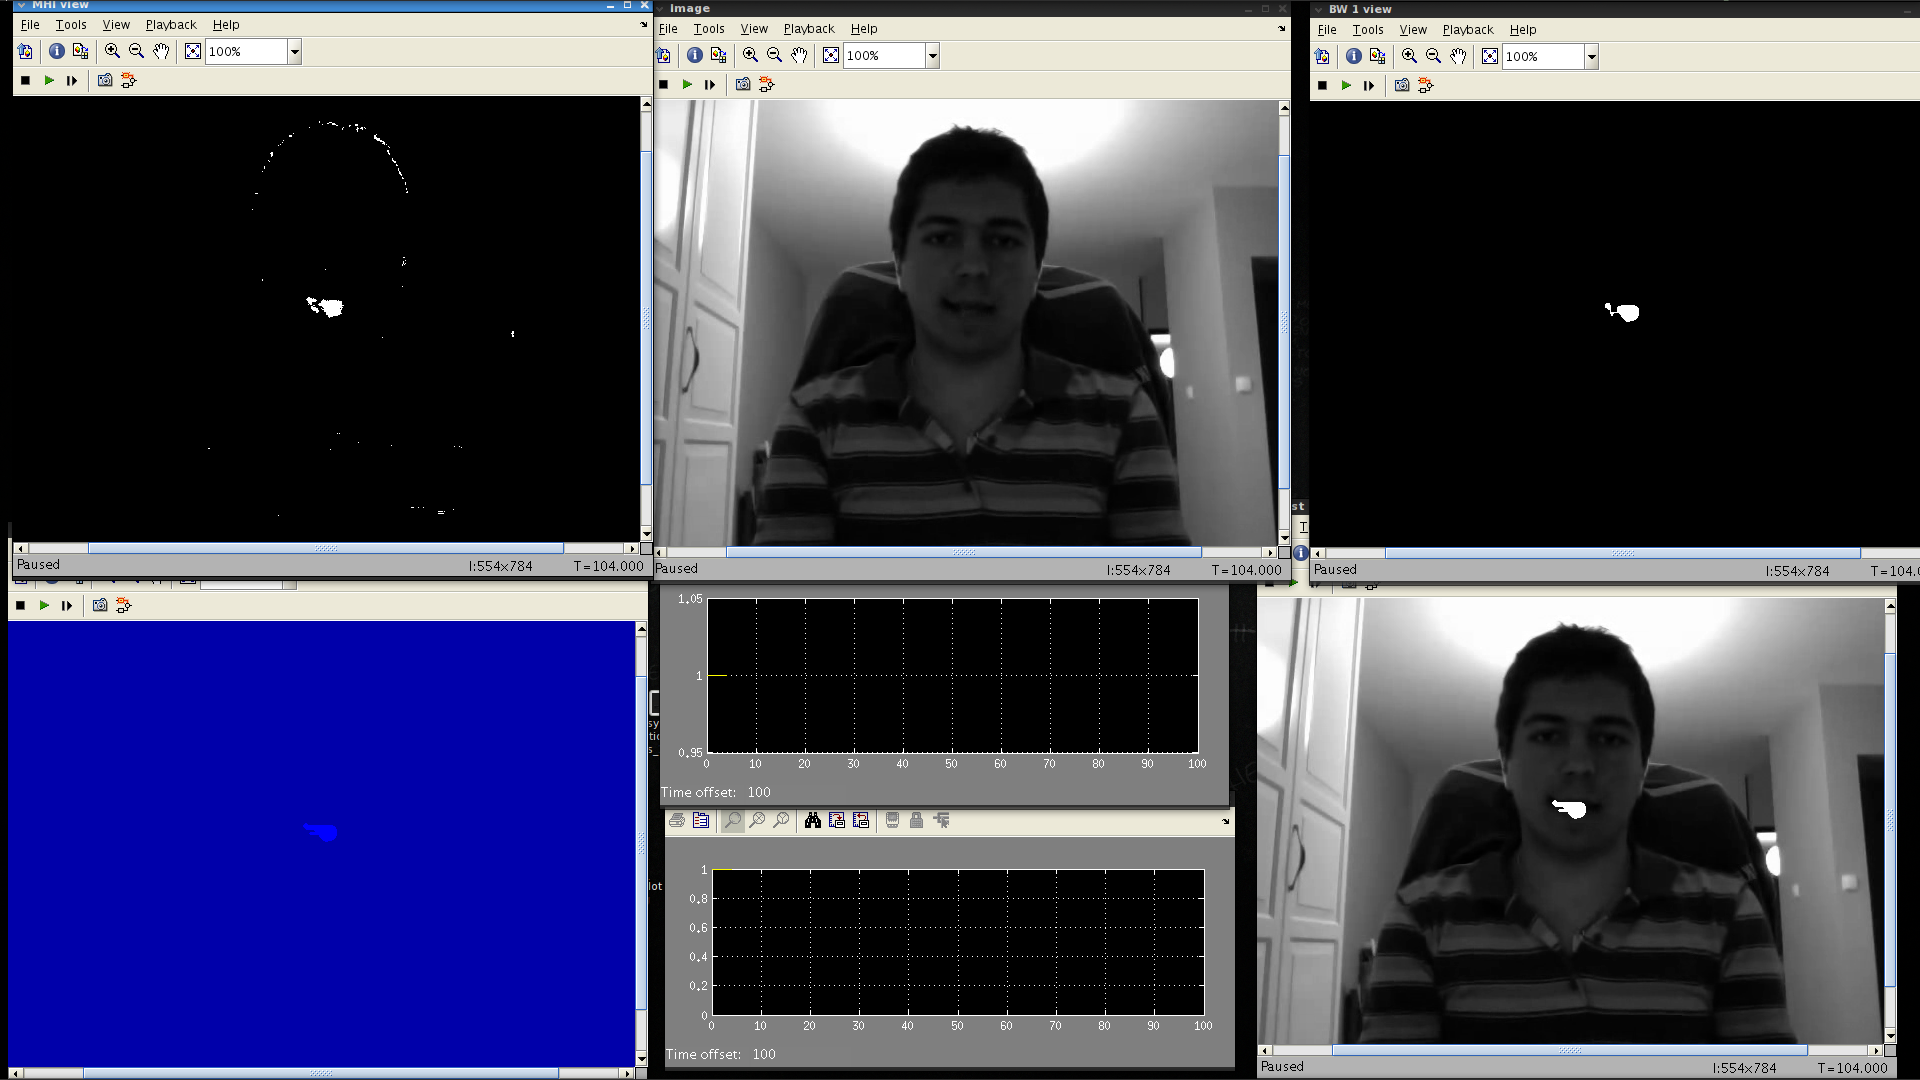 MHI view
File Tools View Playback Help
100%
Paused I:554x784 T=104.000
Image
File Tools View Playback Help
100%
Paused I:554x784 T=104.000
BW 1 view
File Tools View Playback Help
100%
Paused I:554x784 T=104.0
st
T
1.05
1
0.95
0 10 20 30 40 50 60 70 80 90 100
Time offset: 100
lot
1
0.8
0.6
0.4
0.2
0
0 10 20 30 40 50 60 70 80 90 100
Time offset: 100
Paused I:554x784 T=104.000